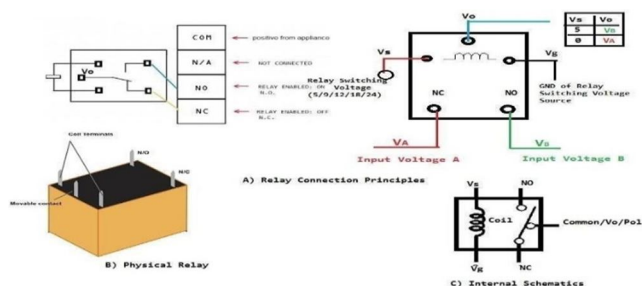 COM
positivo from appliance
N/A
NOT CONNECTED
NO
RELAY ENABLED: ON
N.O.
NC
RELAY ENABLED: OFF
N.C.
Vo
Vo
Vs
Vg
Relay Switching
Voltage
(5/9/12/18/24)
NC
NO
GND of Relay
Switching Voltage
Source
VA
Input Voltage A
VB
Input Voltage B
Vs Vo
5 VB
0 VA
A) Relay Connection Principles
Coil Terminals
N/O
N/C
Movable contact
B) Physical Relay
Vs
NO
Coil
Common/Vo/Pol
Vg
NC
C) Internal Schematics